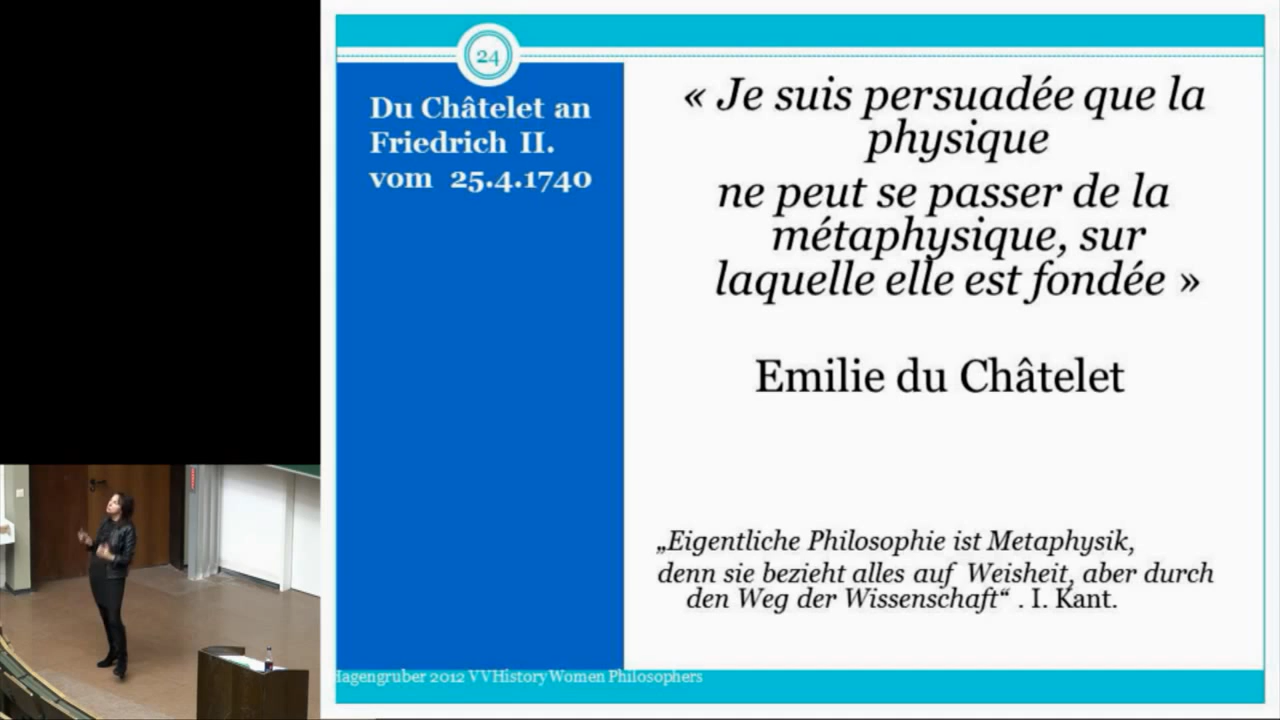 24
Du Châtelet an
Friedrich II.
vom 25.4.1740
« Je suis persuadée que la
physique
ne peut se passer de la
métaphysique, sur
laquelle elle est fondée »
Emilie du Châtelet
„Eigentliche Philosophie ist Metaphysik,
denn sie bezieht alles auf Weisheit, aber durch
den Weg der Wissenschaft“ . I. Kant.
Hagengruber 2012 VVHistoryWomen Philosophers